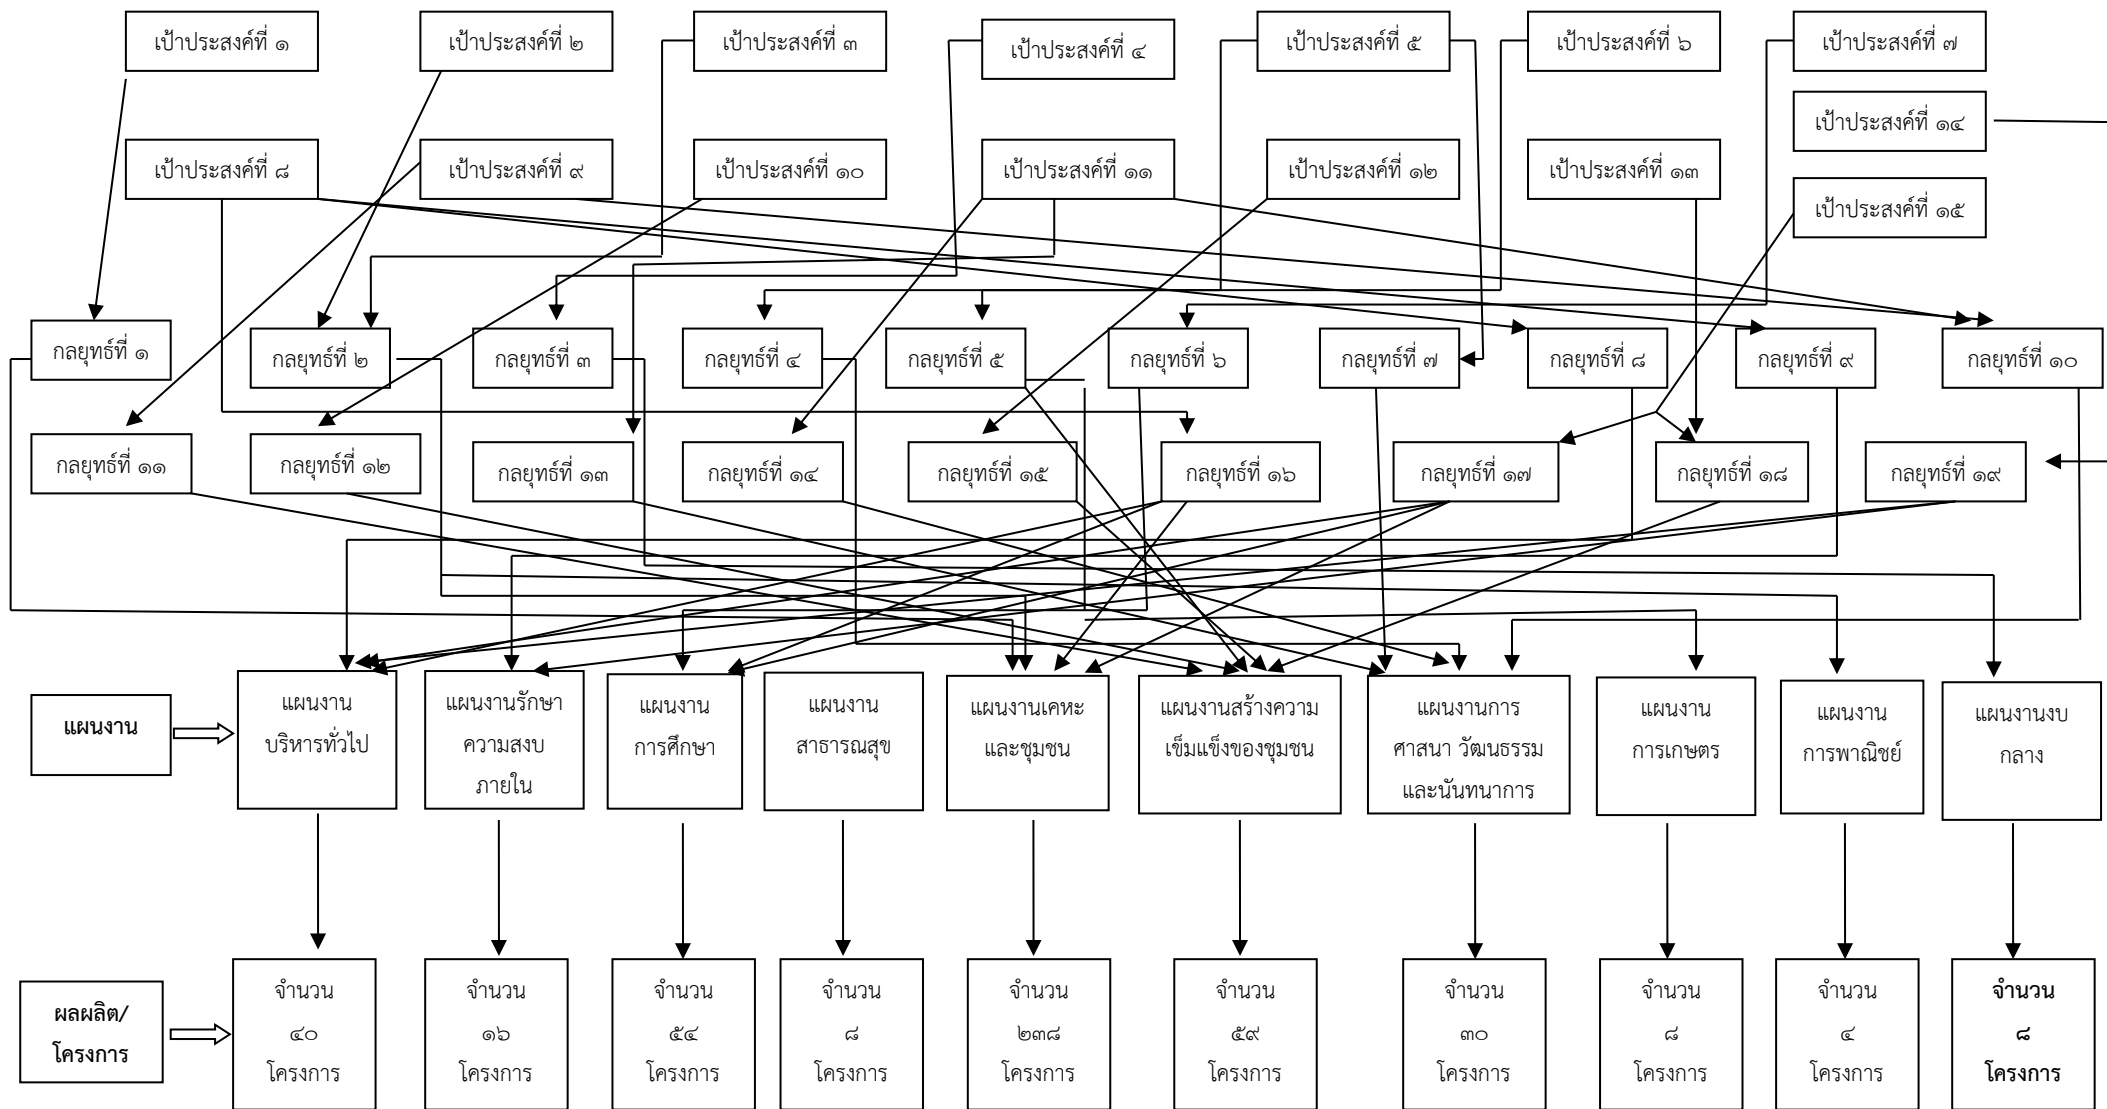 เป้าประสงค์ที่ ๑
เป้าประสงค์ที่ ๒
เป้าประสงค์ที่ ๓
เป้าประสงค์ที่ ๔
เป้าประสงค์ที่ ๕
เป้าประสงค์ที่ ๖
เป้าประสงค์ที่ ๗
เป้าประสงค์ที่ ๑๔
เป้าประสงค์ที่ ๘
เป้าประสงค์ที่ ๙
เป้าประสงค์ที่ ๑๐
เป้าประสงค์ที่ ๑๑
เป้าประสงค์ที่ ๑๒
เป้าประสงค์ที่ ๑๓
เป้าประสงค์ที่ ๑๕
กลยุทธ์ที่ ๑
กลยุทธ์ที่ ๒
กลยุทธ์ที่ ๓
กลยุทธ์ที่ ๔
กลยุทธ์ที่ ๕
กลยุทธ์ที่ ๖
กลยุทธ์ที่ ๗
กลยุทธ์ที่ ๘
กลยุทธ์ที่ ๙
กลยุทธ์ที่ ๑๐
กลยุทธ์ที่ ๑๑
กลยุทธ์ที่ ๑๒
กลยุทธ์ที่ ๑๓
กลยุทธ์ที่ ๑๔
กลยุทธ์ที่ ๑๕
กลยุทธ์ที่ ๑๖
กลยุทธ์ที่ ๑๗
กลยุทธ์ที่ ๑๘
กลยุทธ์ที่ ๑๙
แผนงาน
แผนงาน
บริหารทั่วไป
แผนงานรักษา
ความสงบ
ภายใน
แผนงาน
การศึกษา
แผนงาน
สาธารณสุข
แผนงานเคหะ
และชุมชน
แผนงานสร้างความ
เข็มแข็งของชุมชน
แผนงานการ
ศาสนา วัฒนธรรม
และนันทนาการ
แผนงาน
การเกษตร
แผนงาน
การพาณิชย์
แผนงานงบ
กลาง
ผลผลิต/
โครงการ
จำนวน
๔๐
โครงการ
จำนวน
๑๖
โครงการ
จำนวน
๕๔
โครงการ
จำนวน
๘
โครงการ
จำนวน
๒๓๘
โครงการ
จำนวน
๕๙
โครงการ
จำนวน
๓๐
โครงการ
จำนวน
๘
โครงการ
จำนวน
๔
โครงการ
จำนวน
๘
โครงการ